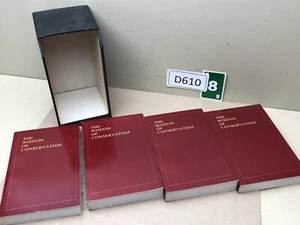 D610
8
THE
WISDOM
OF
CONSERVATISM
THE
WISDOM
OF
CONSERVATISM
THE
WISDOM
OF
CONSERVATISM
THE
WISDOM
OF
CONSERVATISM